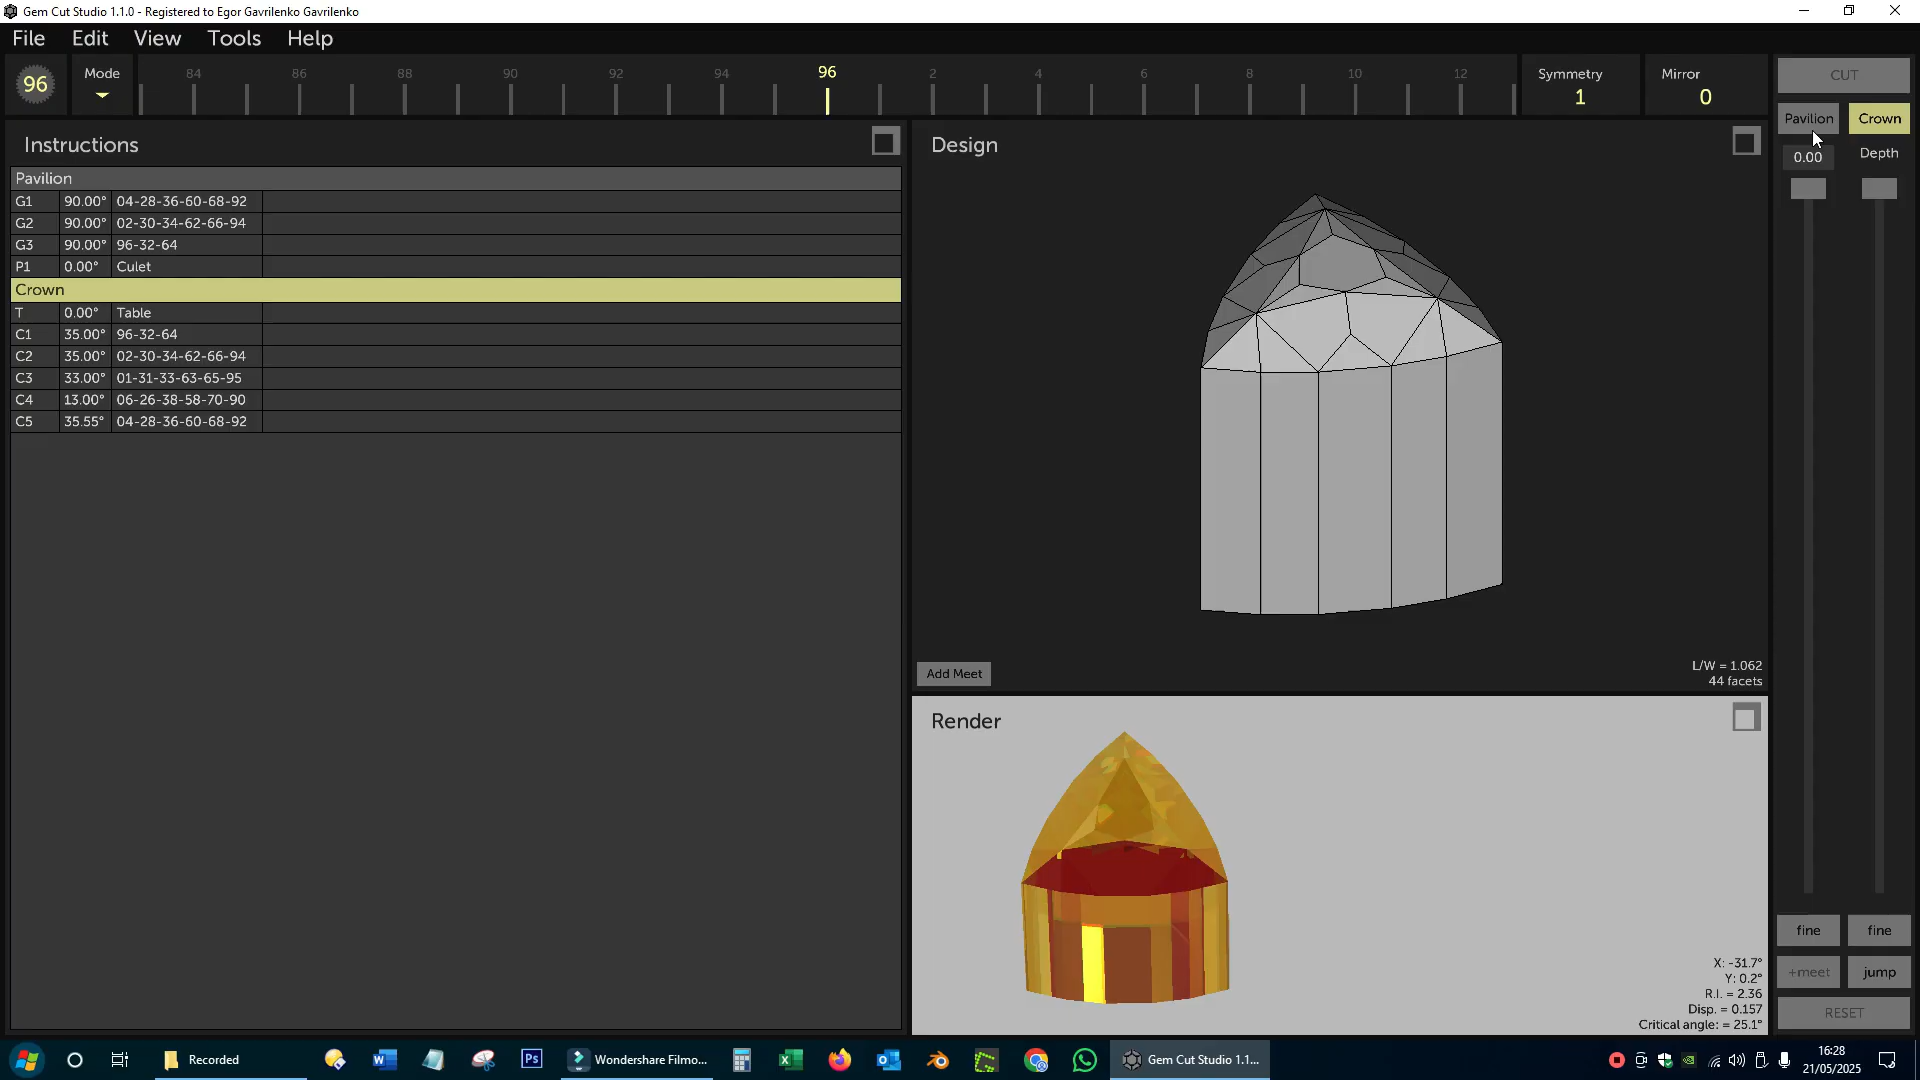 Gem Cut Studio 1.1.0 - Registered to Egor Gavrilenko Gavrilenko
File Edit View Tools Help
96
Mode
84 86 88 90 92 94 96 2 4 6 8 10 12
Symmetry
1
Mirror
0
CUT
Pavilion Crown
0.00 Depth
Instructions
Pavilion
G1 90.00° 04-28-36-60-68-92
G2 90.00° 02-30-34-62-66-94
G3 90.00° 96-32-64
P1 0.00° Culet
Crown
T 0.00° Table
C1 35.00° 96-32-64
C2 35.00° 02-30-34-62-66-94
C3 33.00° 01-31-33-63-65-95
C4 13.00° 06-26-38-58-70-90
C5 35.55° 04-28-36-60-68-92
Design
Add Meet
L/W = 1.062
44 facets
Render
X: -31.7°
Y: 0.2°
R.I. = 2.36
Disp. = 0.157
Critical angle: = 25.1°
fine fine
+meet jump
RESET
Recorded
Wondershare Filmo...
Gem Cut Studio 1.1...
16:28
21/05/2025